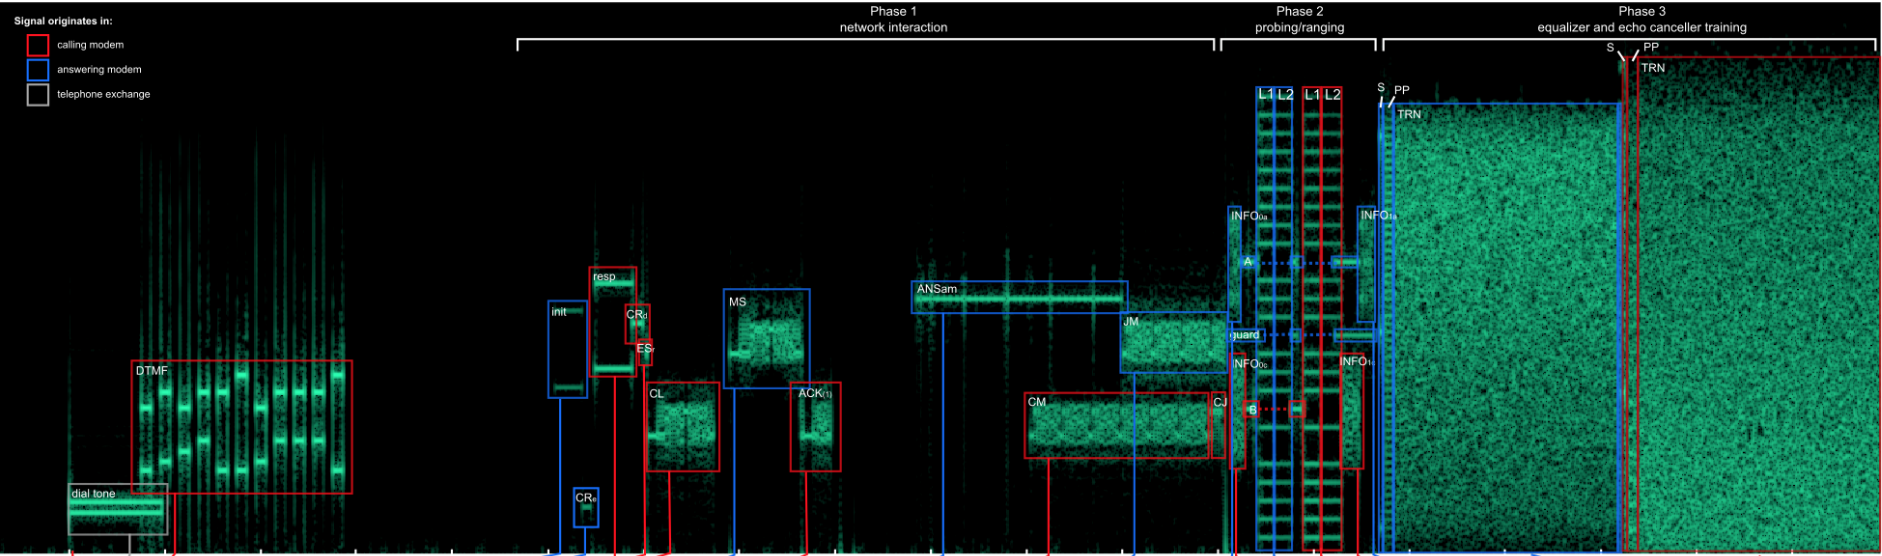 Phase 1
network interaction
Phase 2
probing/ranging
Phase 3
equalizer and echo canceller training
Signal originates in:
calling modem
answering modem
telephone exchange
S PP
TRN
S PP
TRN
L1 L2 L1 L2
INFO0a
INFO1a
A
resp
ANSam
MS
init
CRd
JM
guard
ESr
INFO0c
INFO1c
DTMF
CL
ACK(1)
CM
CJ
B
dial tone
CRe